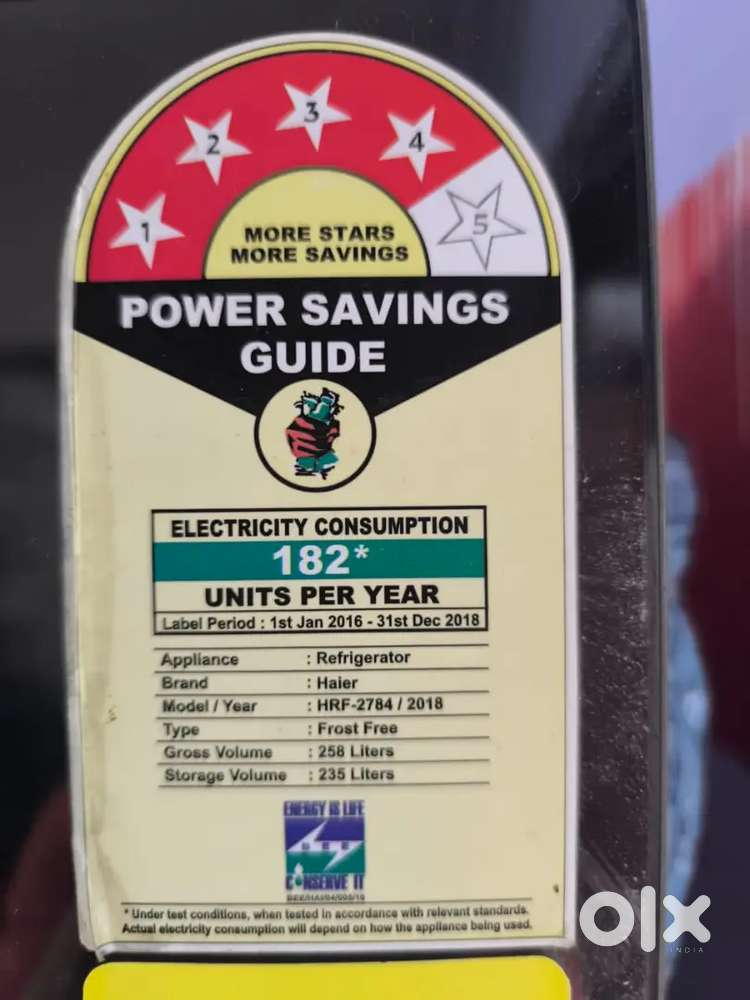 1
2
3
4
5
MORE STARS
MORE SAVINGS
POWER SAVINGS
GUIDE
ELECTRICITY CONSUMPTION
182*
UNITS PER YEAR
Label Period : 1st Jan 2016 - 31st Dec 2018
Appliance : Refrigerator
Brand : Haier
Model / Year : HRF-2784 / 2018
Type : Frost Free
Gross Volume : 258 Liters
Storage Volume : 235 Liters
ENERGY IS LIFE
BEE
CONSERVE IT
* Under test conditions, when tested in accordance with relevant standards.
Actual electricity consumption will depend on how the appliance being used.
OLX
INDIA